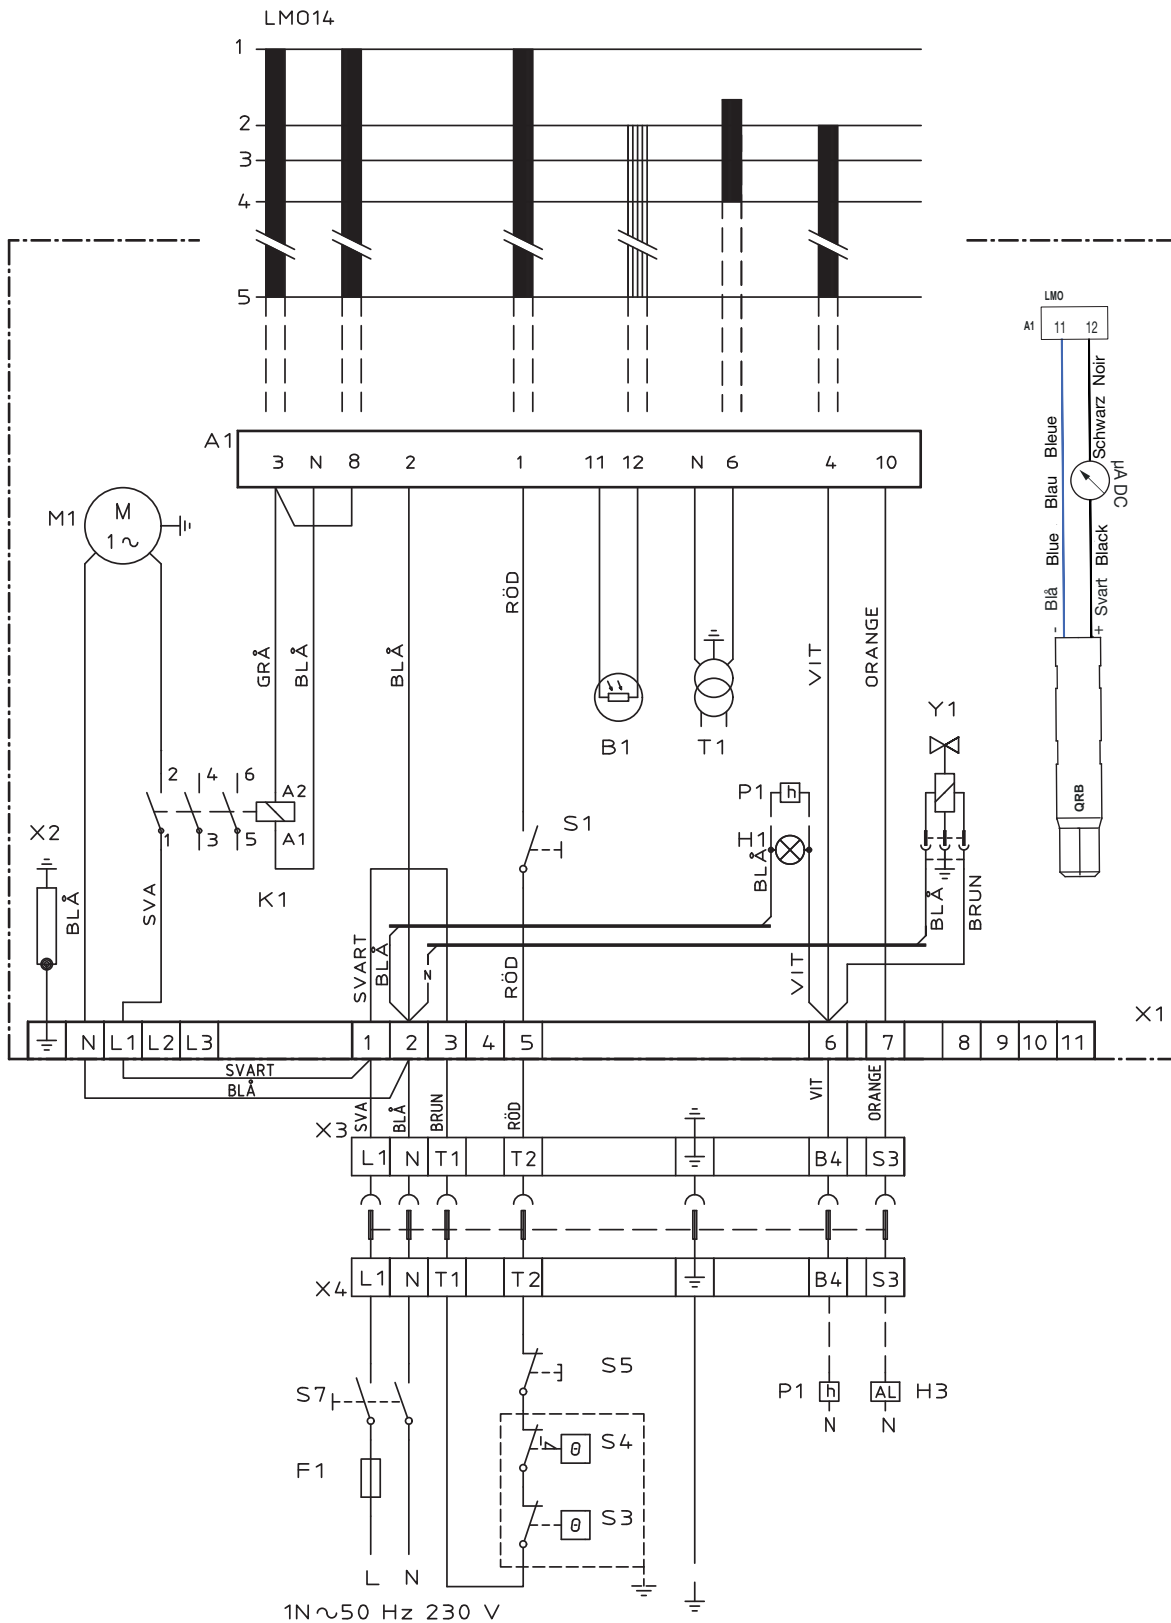 LMO14
1
2
3
4
5
LMO
A1 11 12
Blå Blue Blau Bleue
Svart Black Schwarz Noir
µA DC
- +
QRB
A1
3 N 8 2 1 11 12 N 6 4 10
M1
M
1~
RÖD
GRÅ
BLÅ
BLÅ
VIT
ORANGE
B1
T1
Y1
2 4 6
1 3 5
A2
A1
K1
P1 h
H1
S1
X2
BLÅ
SVA
BLÅ
BLÅ
BRUN
SVART
BLÅ
N
RÖD
VIT
X1
N L1 L2 L3 1 2 3 4 5 6 7 8 9 10 11
SVART
BLÅ
SVA
BLÅ
BRUN
RÖD
VIT
ORANGE
X3
L1 N T1 T2 B4 S3
X4
L1 N T1 T2 B4 S3
S7
F1
S5
S4
θ
S3
θ
P1 h
N
AL H3
N
L N
1N~50 Hz 230 V